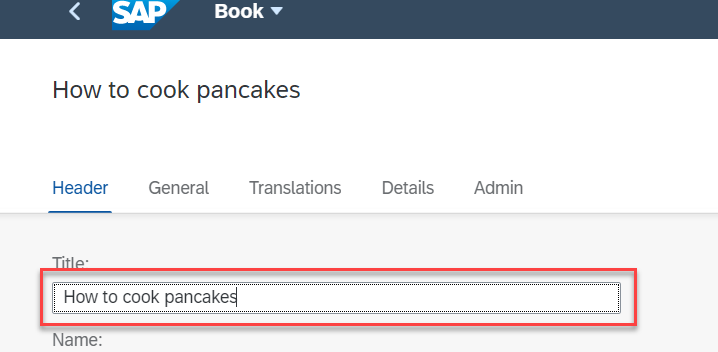 SAP Book
How to cook pancakes
Header General Translations Details Admin
Title:
How to cook pancakes
Name: